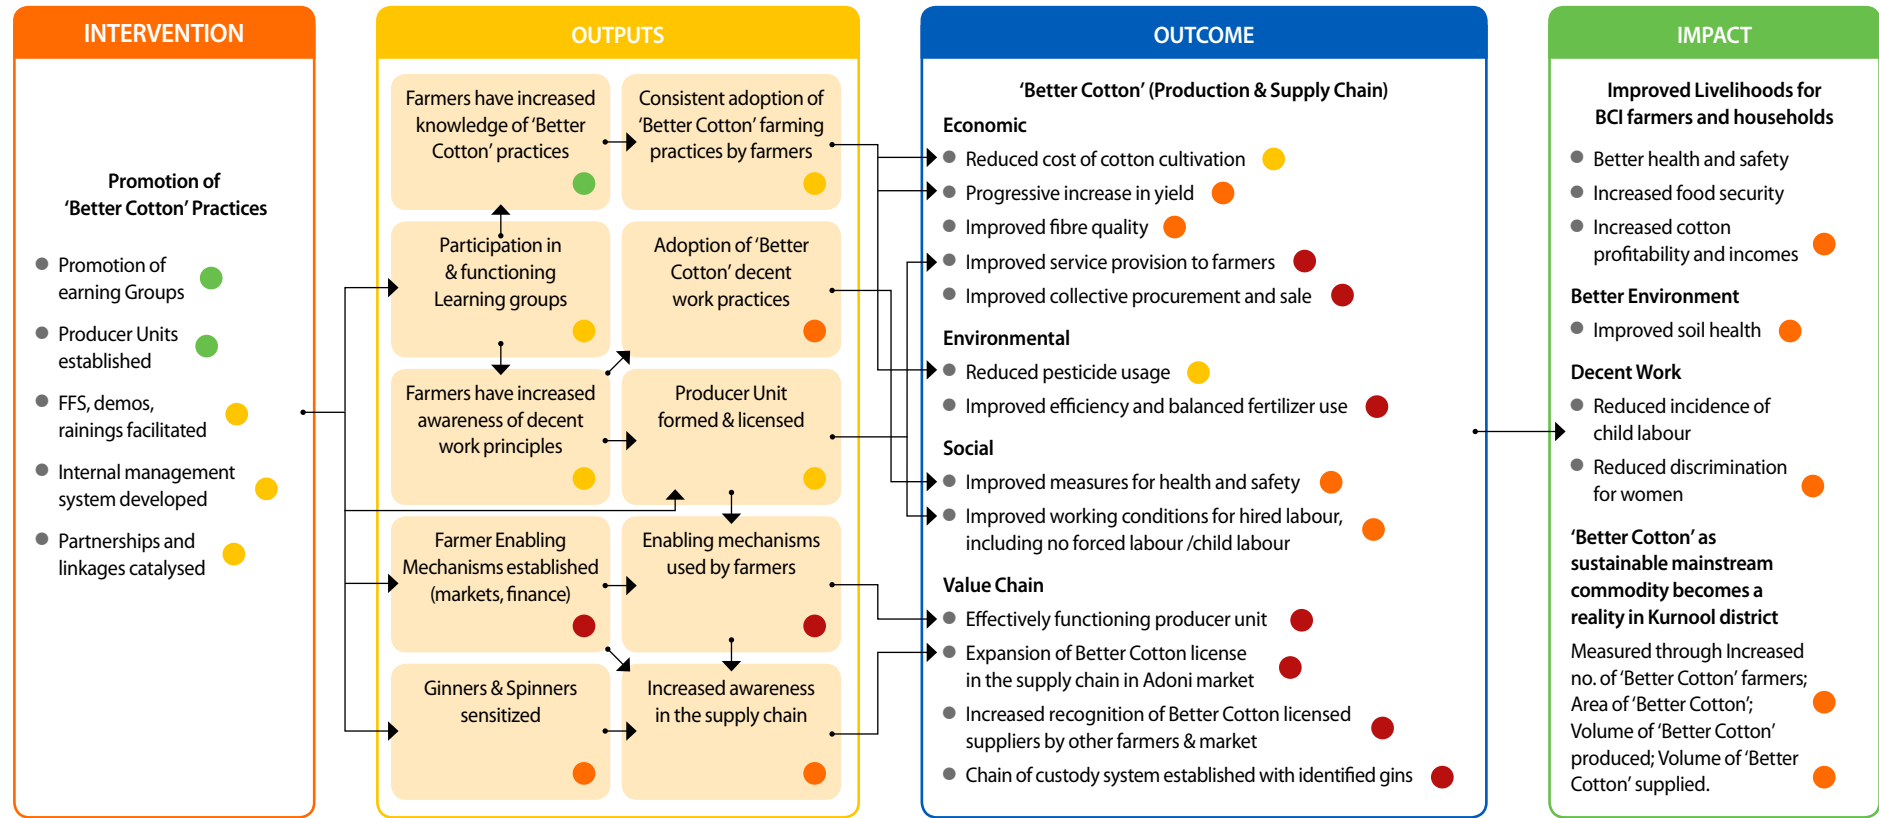 INTERVENTION
Promotion of
‘Better Cotton’ Practices
Promotion of
earning Groups
Producer Units
established
FFS, demos,
rainings facilitated
Internal management
system developed
Partnerships and
linkages catalysed
OUTPUTS
Farmers have increased
knowledge of ‘Better
Cotton’ practices
Consistent adoption of
‘Better Cotton’ farming
practices by farmers
Participation in
& functioning
Learning groups
Adoption of ‘Better
Cotton’ decent
work practices
Farmers have increased
awareness of decent
work principles
Producer Unit
formed & licensed
Farmer Enabling
Mechanisms established
(markets, finance)
Enabling mechanisms
used by farmers
Ginners & Spinners
sensitized
Increased awareness
in the supply chain
OUTCOME
‘Better Cotton’ (Production & Supply Chain)
Economic
Reduced cost of cotton cultivation
Progressive increase in yield
Improved fibre quality
Improved service provision to farmers
Improved collective procurement and sale
Environmental
Reduced pesticide usage
Improved efficiency and balanced fertilizer use
Social
Improved measures for health and safety
Improved working conditions for hired labour,
including no forced labour /child labour
Value Chain
Effectively functioning producer unit
Expansion of Better Cotton license
in the supply chain in Adoni market
Increased recognition of Better Cotton licensed
suppliers by other farmers & market
Chain of custody system established with identified gins
IMPACT
Improved Livelihoods for
BCI farmers and households
Better health and safety
Increased food security
Increased cotton
profitability and incomes
Better Environment
Improved soil health
Decent Work
Reduced incidence of
child labour
Reduced discrimination
for women
‘Better Cotton’ as
sustainable mainstream
commodity becomes a
reality in Kurnool district
Measured through Increased
no. of ‘Better Cotton’ farmers;
Area of ‘Better Cotton’;
Volume of ‘Better Cotton’
produced; Volume of ‘Better
Cotton’ supplied.